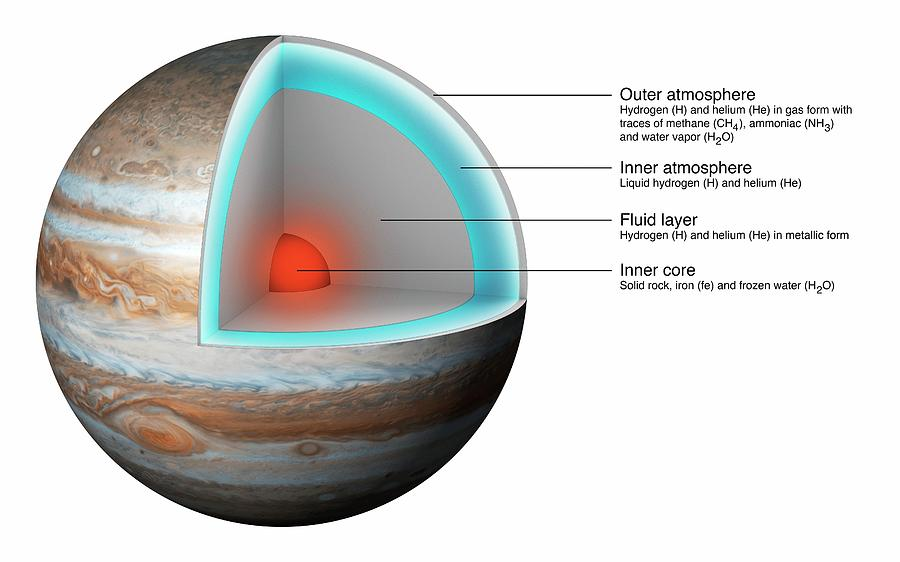 Outer atmosphere
Hydrogen (H) and helium (He) in gas form with
traces of methane (CH₄), ammoniac (NH₃)
and water vapor (H₂O)
Inner atmosphere
Liquid hydrogen (H) and helium (He)
Fluid layer
Hydrogen (H) and helium (He) in metallic form
Inner core
Solid rock, iron (fe) and frozen water (H₂O)